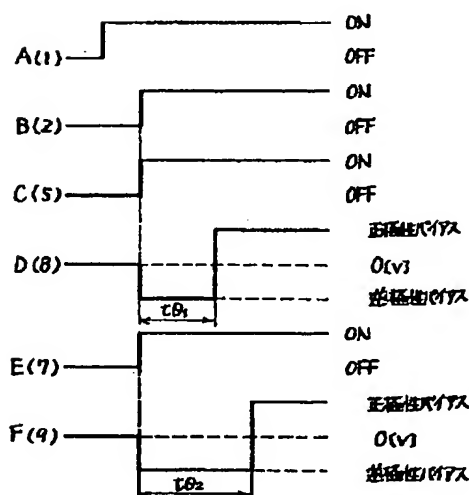 ON
A(1) OFF
ON
B(2) OFF
ON
C(5) OFF
正極性バイアス
D(8) 0[V]
逆極性バイアス
τθ₁
ON
E(7) OFF
正極性バイアス
F(9) 0[V]
逆極性バイアス
τθ₂